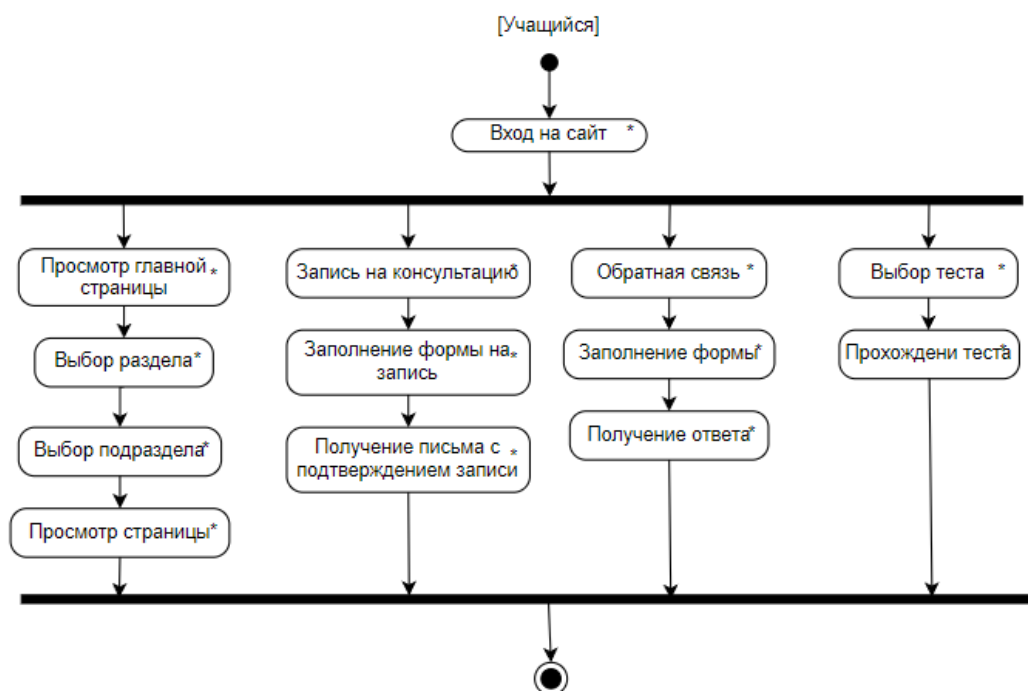 [Учащийся]
Вход на сайт *
Просмотр главной *
страницы
Выбор раздела*
Выбор подраздела*
Просмотр страницы*
Запись на консультацию*
Заполнение формы на *
запись
Получение письма с *
подтверждением записи
Обратная связь *
Заполнение формы*
Получение ответа*
Выбор теста *
Прохождени теста*